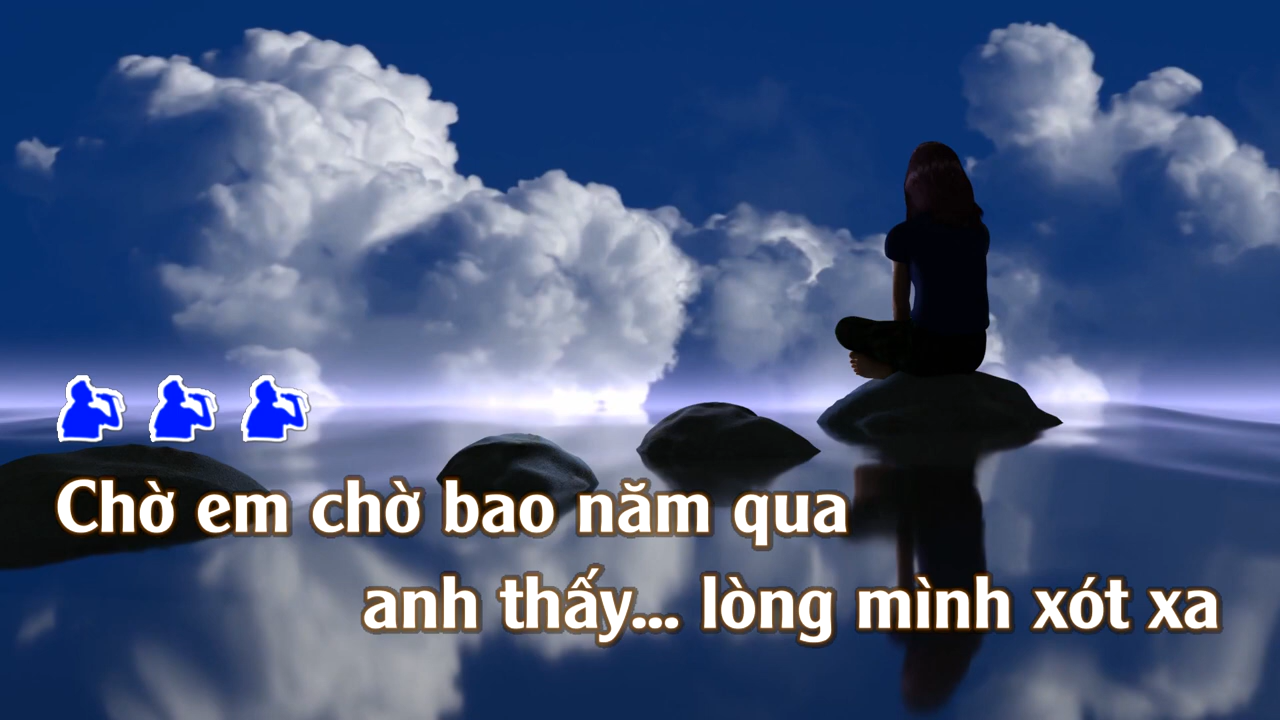 Chờ em chờ bao năm qua
anh thấy... lòng mình xót xa